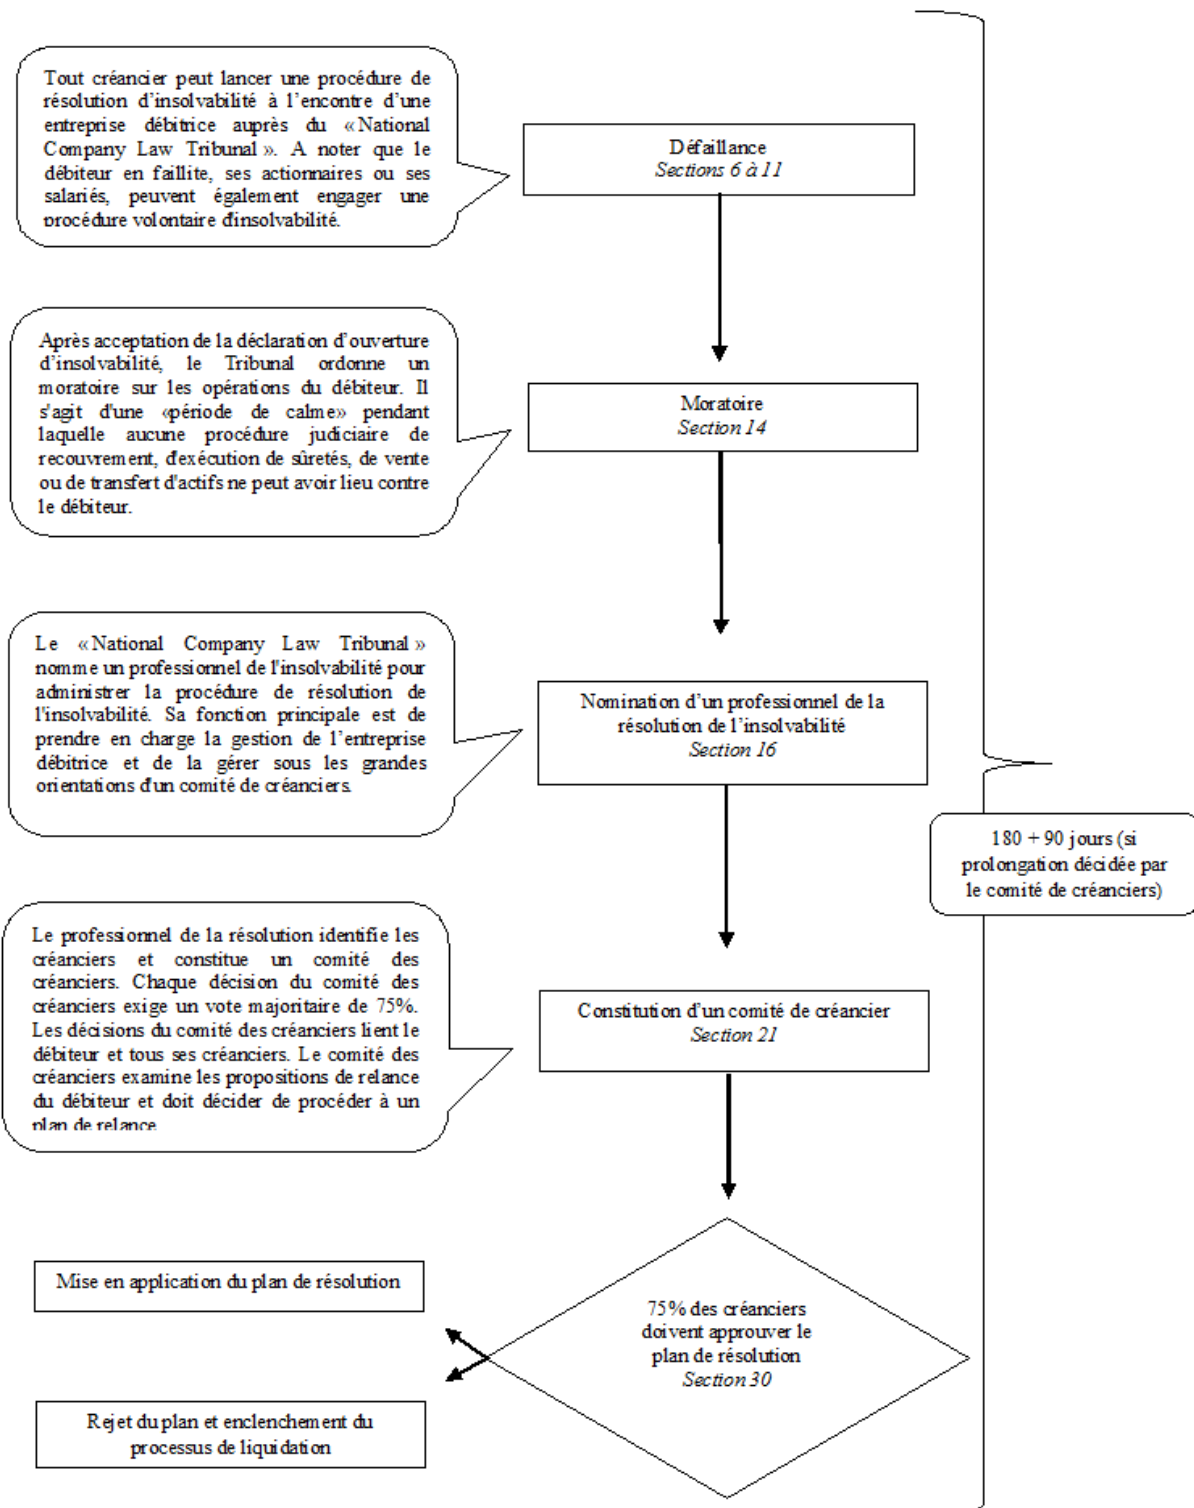 Tout créancier peut lancer une procédure de
résolution d’insolvabilité à l’encontre d’une
entreprise débitrice auprès du « National
Company Law Tribunal ». A noter que le
débiteur en faillite, ses actionnaires ou ses
salariés, peuvent également engager une
procédure volontaire d'insolvabilité.
Défaillance
Sections 6 à 11
Après acceptation de la déclaration d’ouverture
d’insolvabilité, le Tribunal ordonne un
moratoire sur les opérations du débiteur. Il
s'agit d'une «période de calme» pendant
laquelle aucune procédure judiciaire de
recouvrement, d'exécution de sûretés, de vente
ou de transfert d'actifs ne peut avoir lieu contre
le débiteur.
Moratoire
Section 14
Le « National Company Law Tribunal »
nomme un professionnel de l'insolvabilité pour
administrer la procédure de résolution de
l'insolvabilité. Sa fonction principale est de
prendre en charge la gestion de l’entreprise
débitrice et de la gérer sous les grandes
orientations d'un comité de créanciers.
Nomination d’un professionnel de la
résolution de l’insolvabilité
Section 16
180 + 90 jours (si
prolongation décidée par
le comité de créanciers)
Le professionnel de la résolution identifie les
créanciers et constitue un comité des
créanciers. Chaque décision du comité des
créanciers exige un vote majoritaire de 75%.
Les décisions du comité des créanciers lient le
débiteur et tous ses créanciers. Le comité des
créanciers examine les propositions de relance
du débiteur et doit décider de procéder à un
plan de relance
Constitution d’un comité de créancier
Section 21
75% des créanciers
doivent approuver le
plan de résolution
Section 30
Mise en application du plan de résolution
Rejet du plan et enclenchement du
processus de liquidation